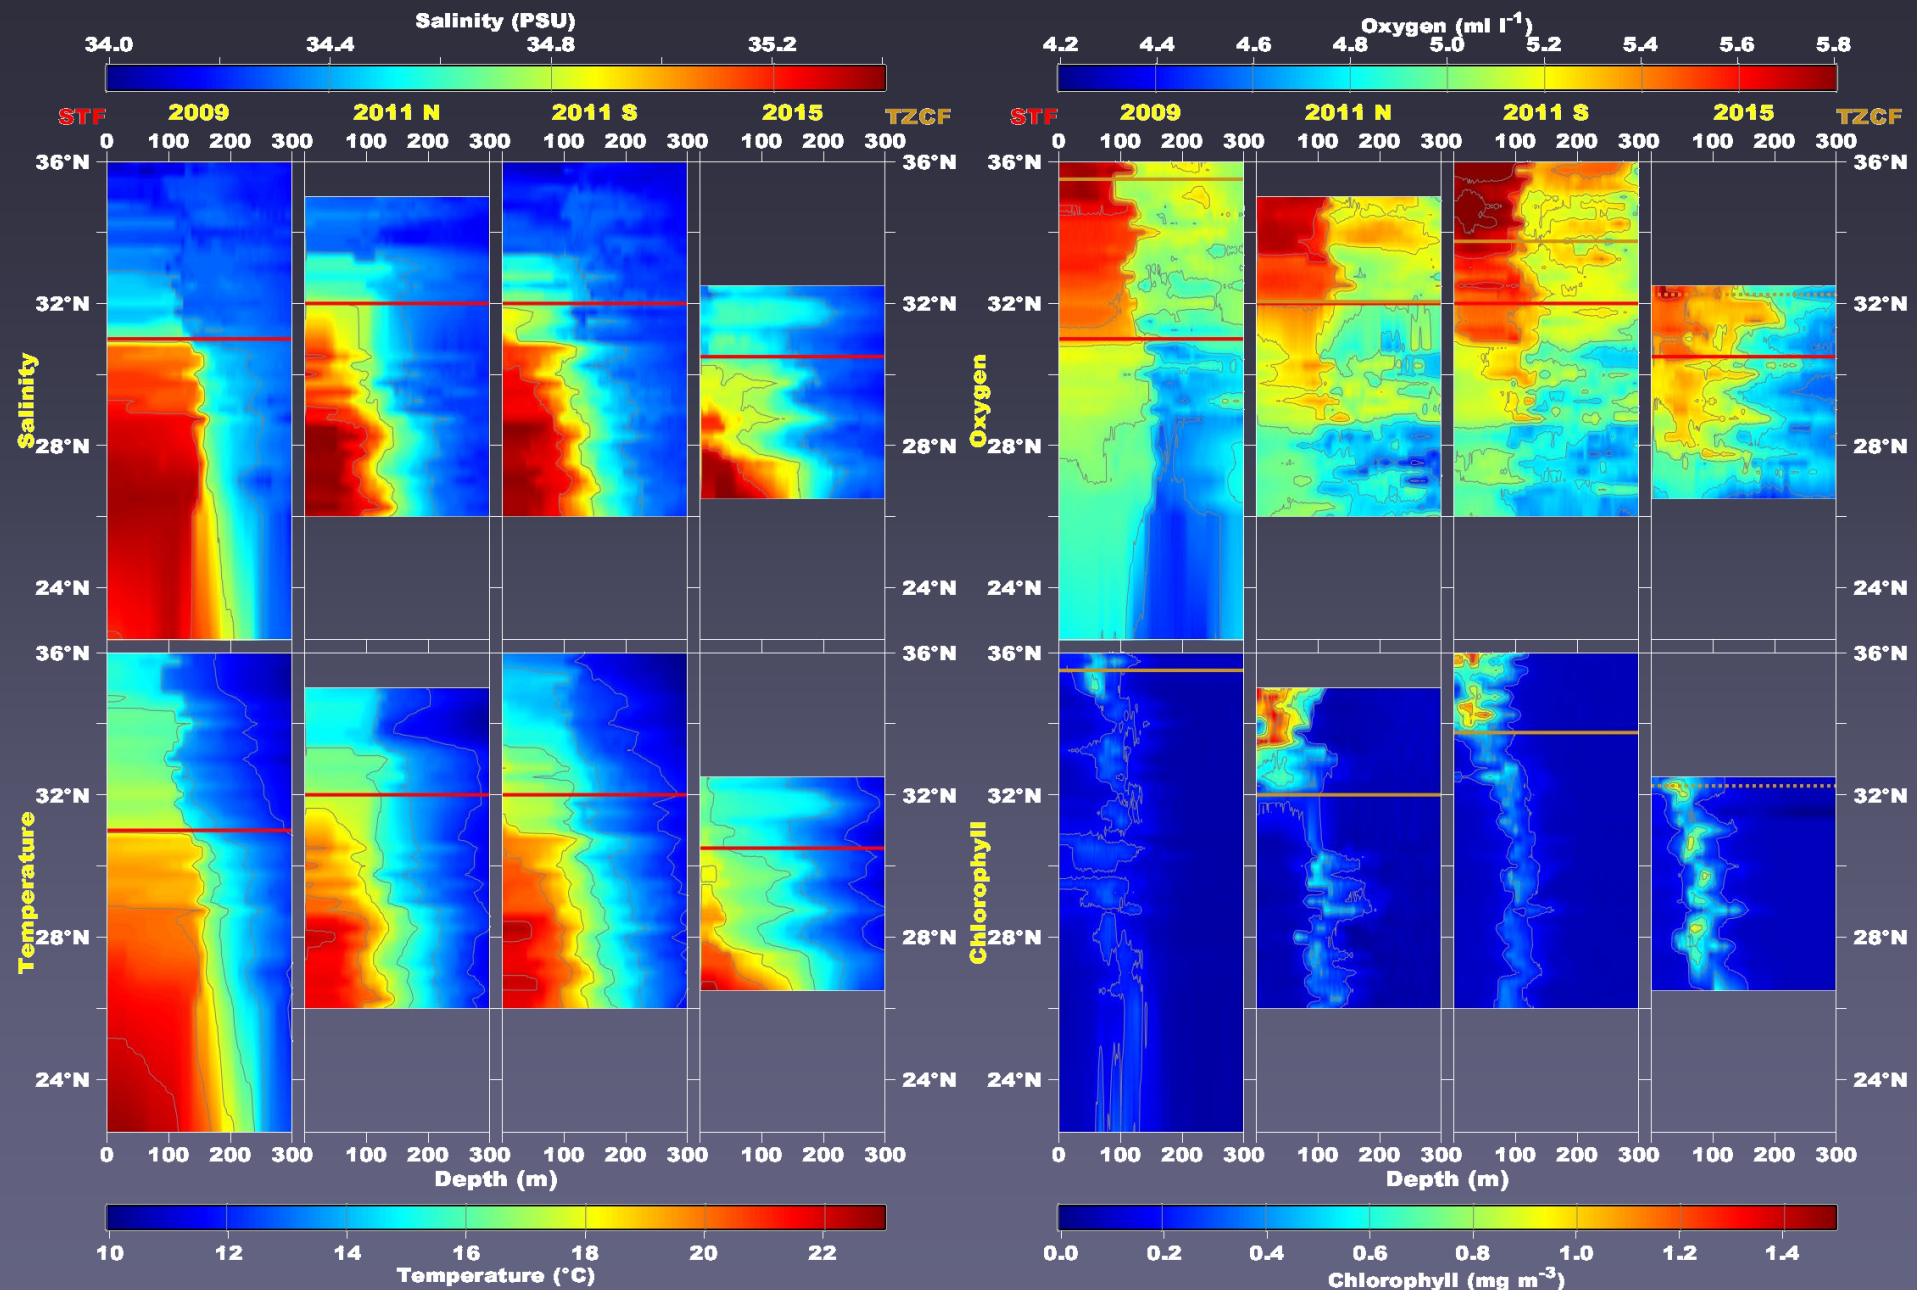 Salinity (PSU)
34.0 34.4 34.8 35.2
Oxygen (ml l-1)
4.2 4.4 4.6 4.8 5.0 5.2 5.4 5.6 5.8
STF 2009 2011 N 2011 S 2015 TZCF
STF 2009 2011 N 2011 S 2015 TZCF
0 100 200 300 100 200 300 100 200 300 100 200 300
0 100 200 300 100 200 300 100 200 300 100 200 300
36°N 36°N 36°N 36°N
32°N 32°N 32°N 32°N
Salinity
Oxygen
28°N 28°N 28°N 28°N
24°N 24°N 24°N 24°N
36°N 36°N 36°N 36°N
32°N 32°N 32°N 32°N
Temperature
Chlorophyll
28°N 28°N 28°N 28°N
24°N 24°N 24°N 24°N
0 100 200 300 100 200 300 100 200 300 100 200 300
0 100 200 300 100 200 300 100 200 300 100 200 300
Depth (m)
Depth (m)
10 12 14 16 18 20 22
Temperature (°C)
0.0 0.2 0.4 0.6 0.8 1.0 1.2 1.4
Chlorophyll (mg m-3)